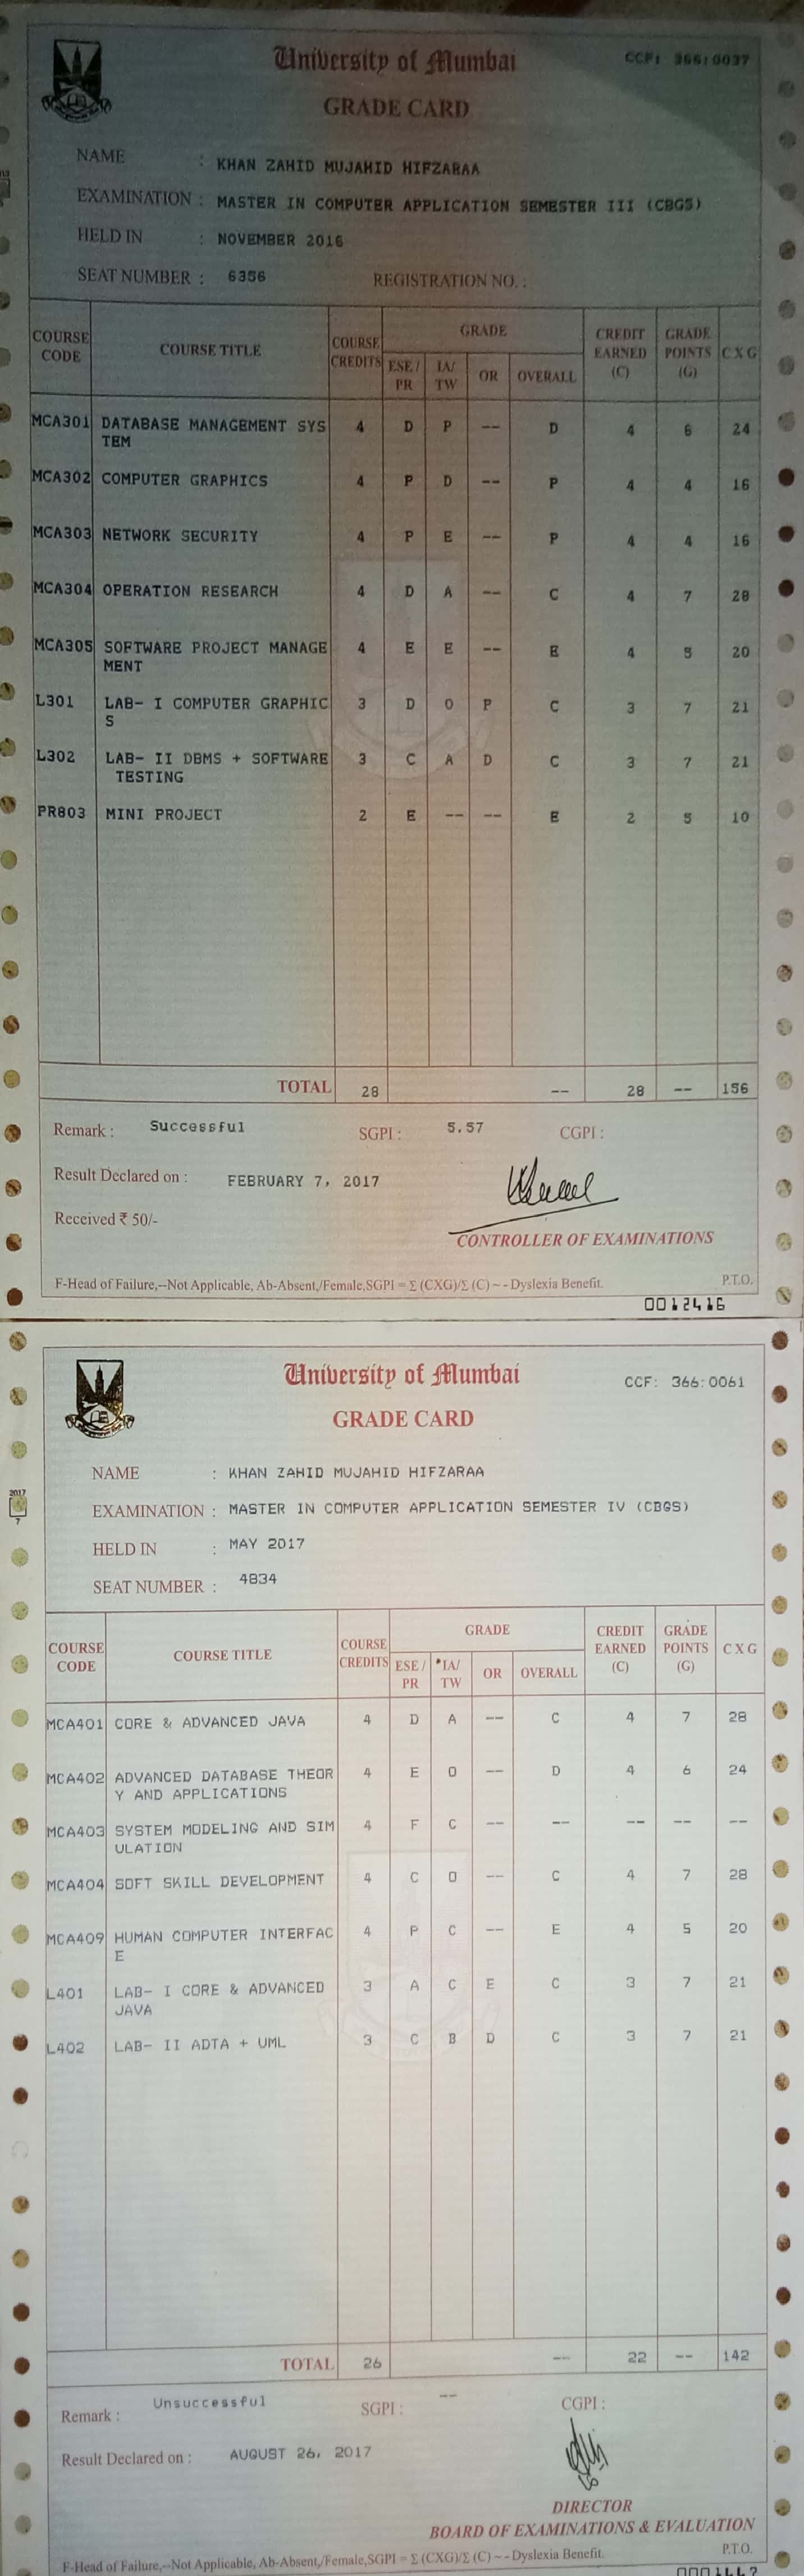 University of Mumbai
CCF: 366:0037
GRADE CARD
NAME : KHAN ZAHID MUJAHID HIFZARAA
EXAMINATION : MASTER IN COMPUTER APPLICATION SEMESTER III (CBGS)
HELD IN : NOVEMBER 2016
SEAT NUMBER : 6356 REGISTRATION NO. :
COURSE CODE COURSE TITLE COURSE CREDITS GRADE CREDIT EARNED (C) GRADE POINTS (G) C X G
ESE / PR IA/ TW OR OVERALL
MCA301 DATABASE MANAGEMENT SYS 4 D P -- D 4 6 24
TEM
MCA302 COMPUTER GRAPHICS 4 P D -- P 4 4 16
MCA303 NETWORK SECURITY 4 P E -- P 4 4 16
MCA304 OPERATION RESEARCH 4 D A -- C 4 7 28
MCA305 SOFTWARE PROJECT MANAGE 4 E E -- E 4 5 20
MENT
L301 LAB- I COMPUTER GRAPHIC 3 D O P C 3 7 21
S
L302 LAB- II DBMS + SOFTWARE 3 C A D C 3 7 21
TESTING
PR803 MINI PROJECT 2 E -- -- E 2 5 10
TOTAL 28 -- 28 -- 156
Remark : Successful SGPI : 5.57 CGPI :
Result Declared on : FEBRUARY 7, 2017
Received ₹ 50/-
CONTROLLER OF EXAMINATIONS
F-Head of Failure,--Not Applicable, Ab-Absent,/Female,SGPI = Σ (CXG)/Σ (C) ~ - Dyslexia Benefit. P.T.O.
0012416
University of Mumbai
CCF: 366:0061
GRADE CARD
NAME : KHAN ZAHID MUJAHID HIFZARAA
2017
7
EXAMINATION : MASTER IN COMPUTER APPLICATION SEMESTER IV (CBGS)
HELD IN : MAY 2017
SEAT NUMBER : 4834
COURSE CODE COURSE TITLE COURSE CREDITS GRADE CREDIT EARNED (C) GRADE POINTS (G) C X G
ESE / PR *IA/ TW OR OVERALL
MCA401 CORE & ADVANCED JAVA 4 D A -- C 4 7 28
MCA402 ADVANCED DATABASE THEOR 4 E O -- D 4 6 24
Y AND APPLICATIONS
MCA403 SYSTEM MODELING AND SIM 4 F C -- -- -- -- --
ULATION
MCA404 SOFT SKILL DEVELOPMENT 4 C O -- C 4 7 28
MCA409 HUMAN COMPUTER INTERFAC 4 P C -- E 4 5 20
E
L401 LAB- I CORE & ADVANCED 3 A C E C 3 7 21
JAVA
L402 LAB- II ADTA + UML 3 C B D C 3 7 21
TOTAL 26 -- 22 -- 142
Remark : Unsuccessful SGPI : -- CGPI :
Result Declared on : AUGUST 26, 2017
DIRECTOR
BOARD OF EXAMINATIONS & EVALUATION
F-Head of Failure,--Not Applicable, Ab-Absent,/Female,SGPI = Σ (CXG)/Σ (C) ~ - Dyslexia Benefit. P.T.O.